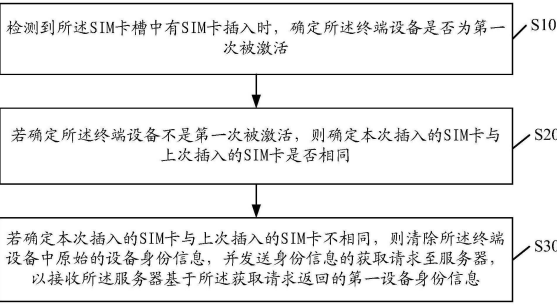 检测到所述SIM卡槽中有SIM卡插入时，确定所述终端设备是否为第一
次被激活
S10
若确定所述终端设备不是第一次被激活，则确定本次插入的SIM卡与
上次插入的SIM卡是否相同
S20
若确定本次插入的SIM卡与上次插入的SIM卡不相同，则清除所述终端
设备中原始的设备身份信息，并发送身份信息的获取请求至服务器，
以接收所述服务器基于所述获取请求返回的第一设备身份信息
S30